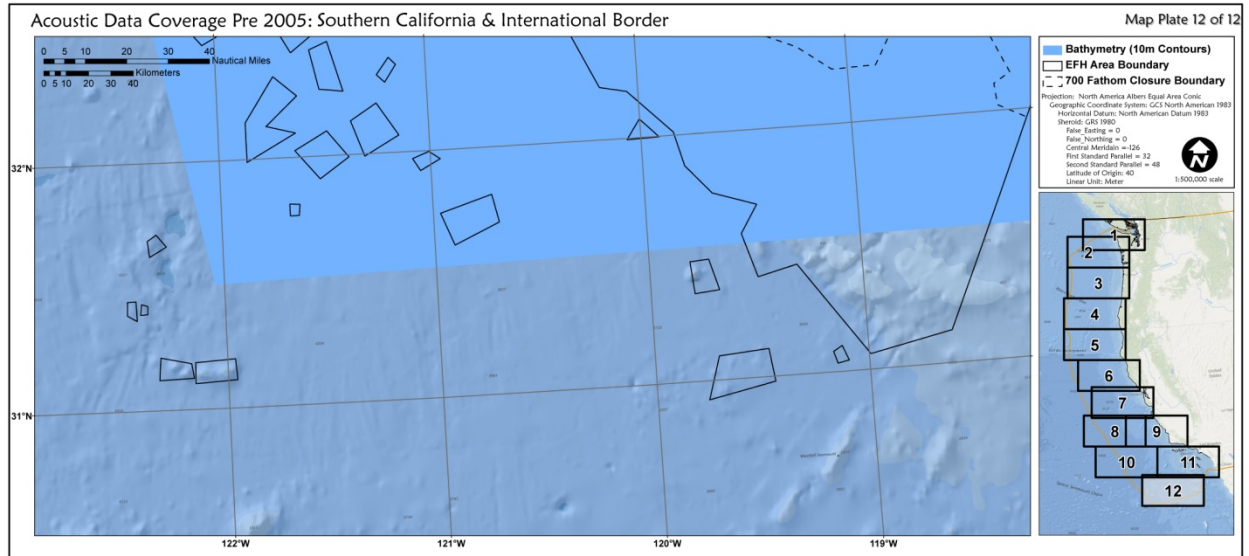 Acoustic Data Coverage Pre 2005: Southern California & International Border
Map Plate 12 of 12
0 5 10 20 30 40
Nautical Miles
Kilometers
0 5 10 20 30 40
32°N
31°N
122°W
121°W
120°W
119°W
122°W
121°W
120°W
119°W
Bathymetry (10m Contours)
EFH Area Boundary
700 Fathom Closure Boundary
Projection: North America Albers Equal Area Conic
Geographic Coordinate System: GCS North American 1983
Horizontal Datum: North American Datum 1983
Sheroid: GRS 1980
False_Easting = 0
False_Northing = 0
Central Meridain =-126
First Standard Parallel = 32
Second Standard Parallel = 48
Latitude of Origin: 40
Linear Unit: Meter
N
1:500,000 scale
1
2
3
4
5
6
7
8
9
10
11
12